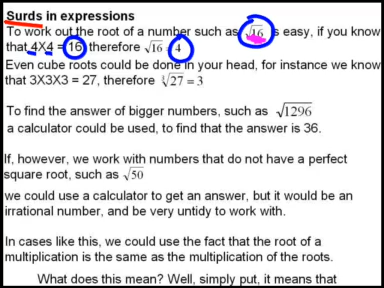 Surds in expressions
To work out the root of a number such as √16 is easy, if you know
that 4X4 = 16, therefore √16 = 4
Even cube roots could be done in your head, for instance we know
that 3X3X3 = 27, therefore ∛27 = 3
To find the answer of bigger numbers, such as √1296
a calculator could be used, to find that the answer is 36.
If, however, we work with numbers that do not have a perfect
square root, such as √50
we could use a calculator to get an answer, but it would be an
irrational number, and be very untidy to work with.
In cases like this, we could use the fact that the root of a
multiplication is the same as the multiplication of the roots.
What does this mean? Well, simply put, it means that